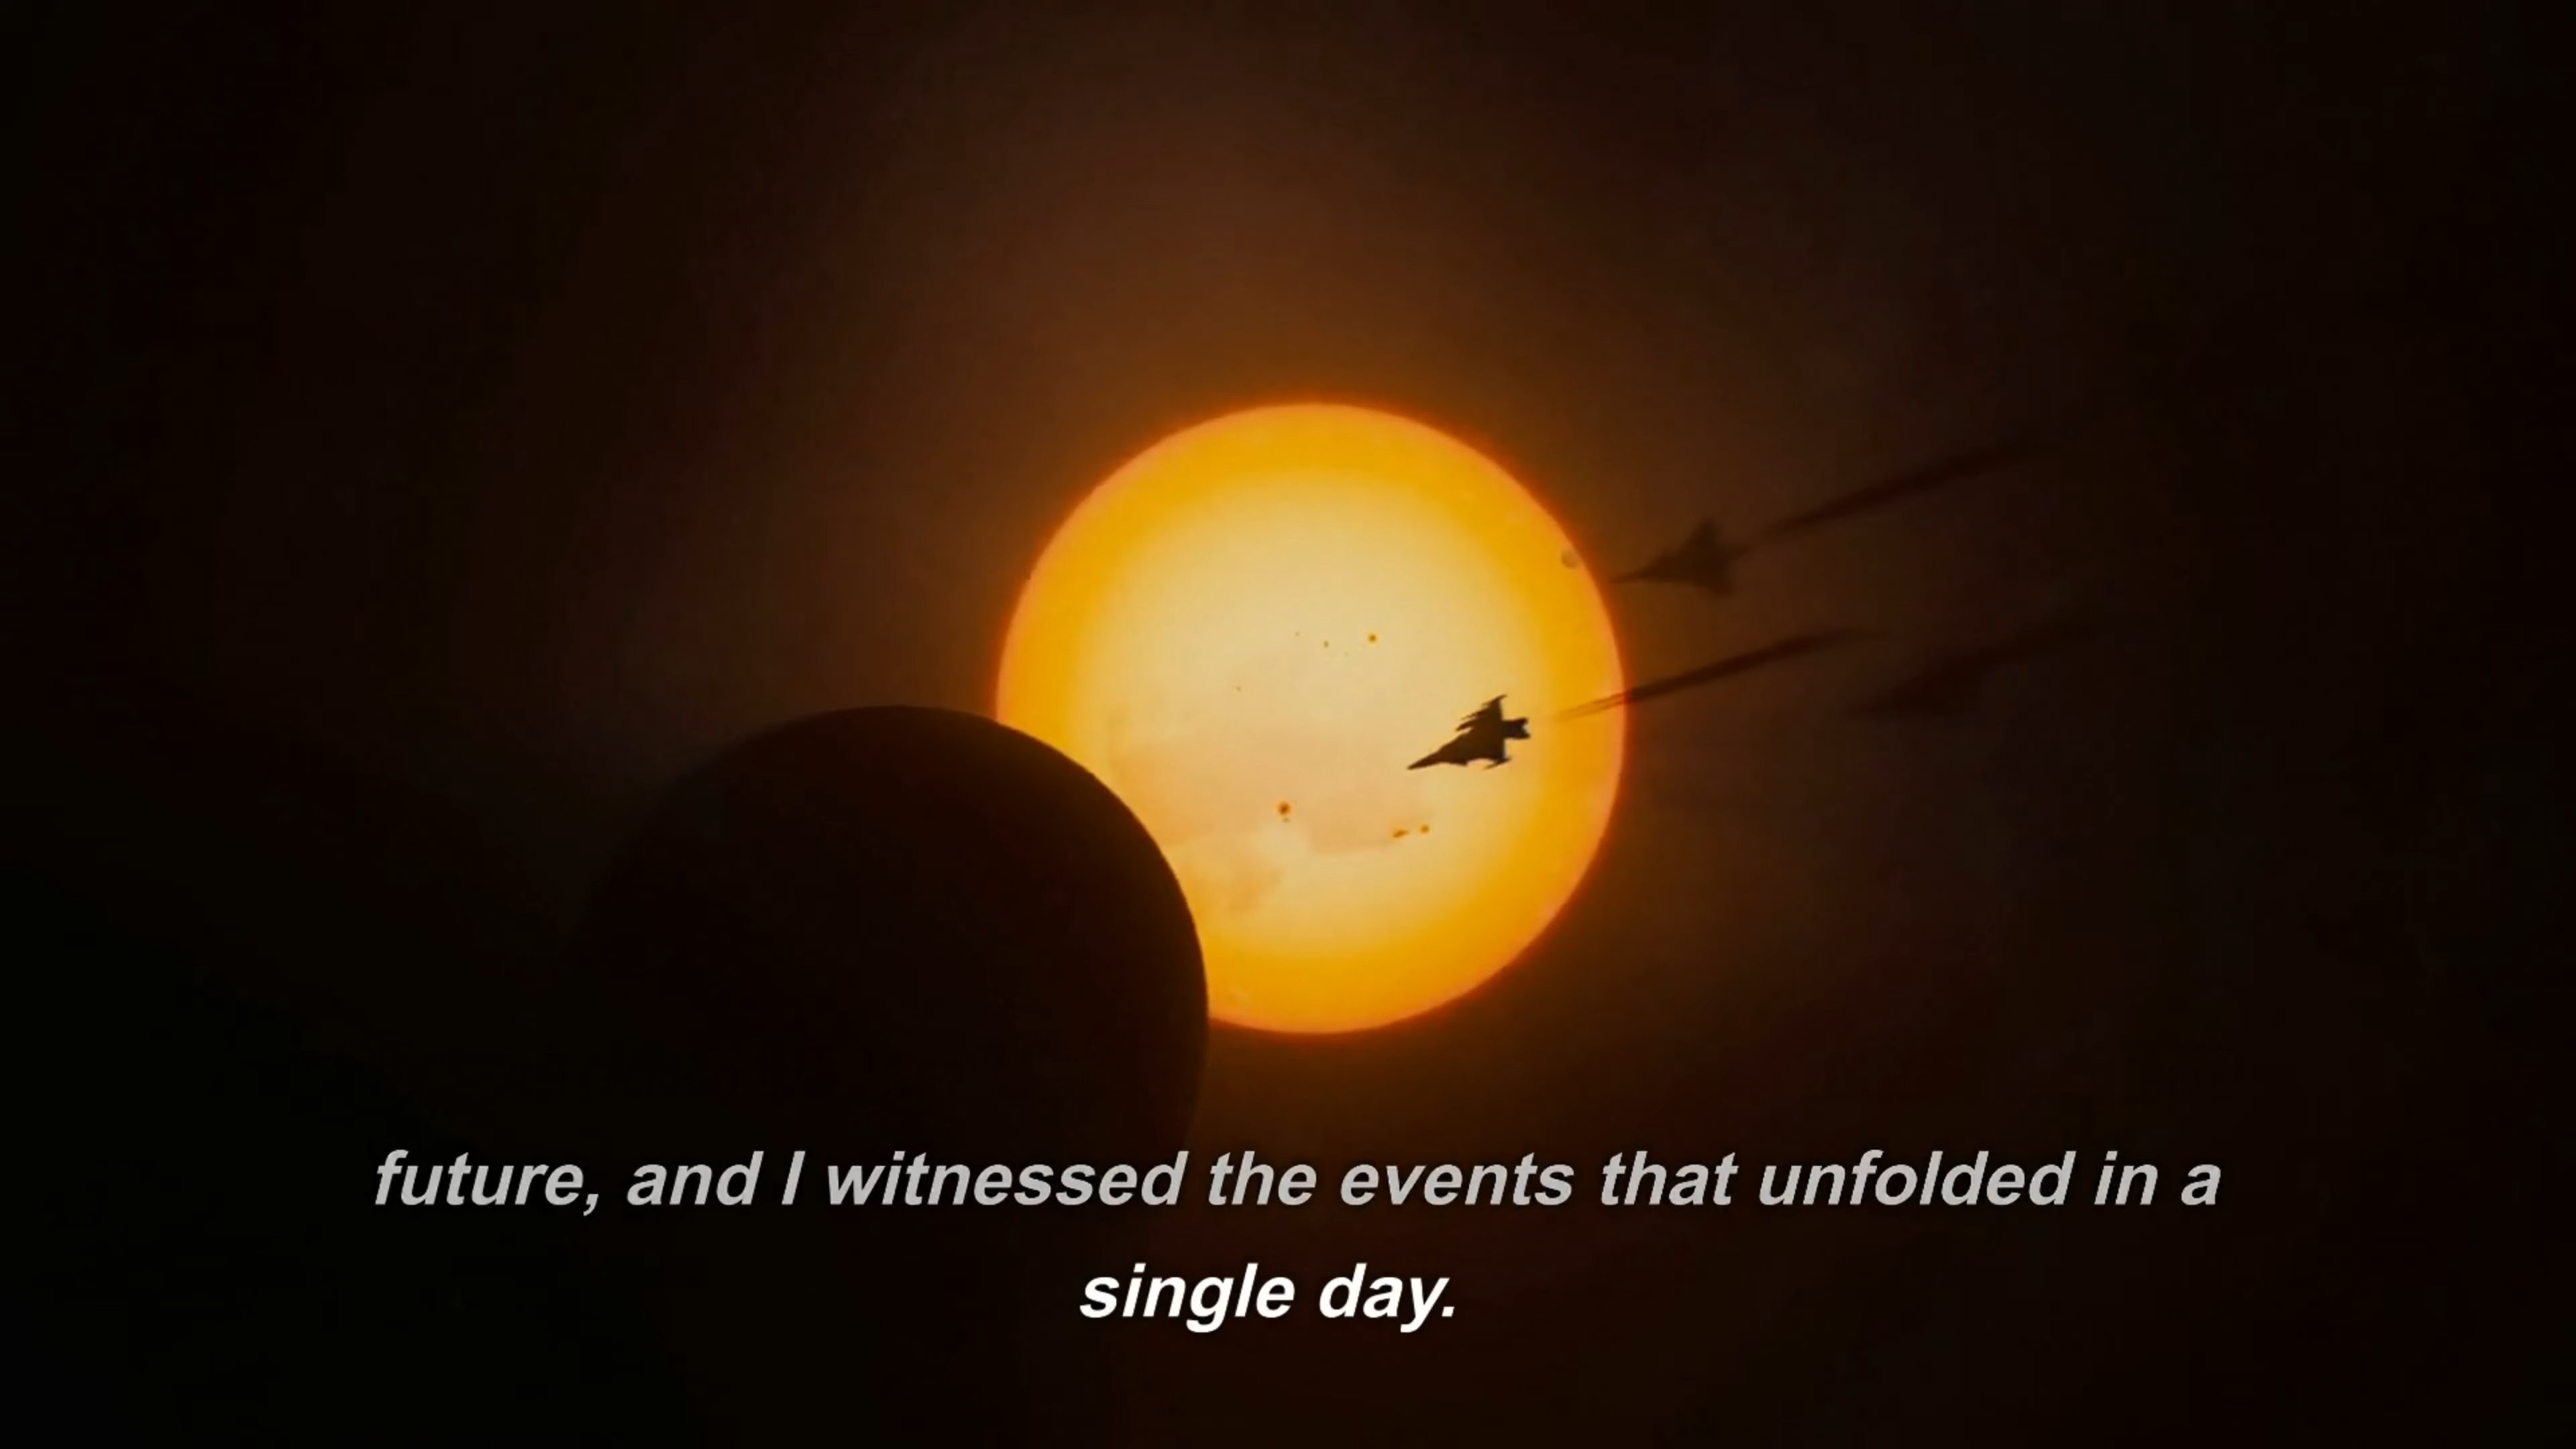 future, and I witnessed the events that unfolded in a
single day.